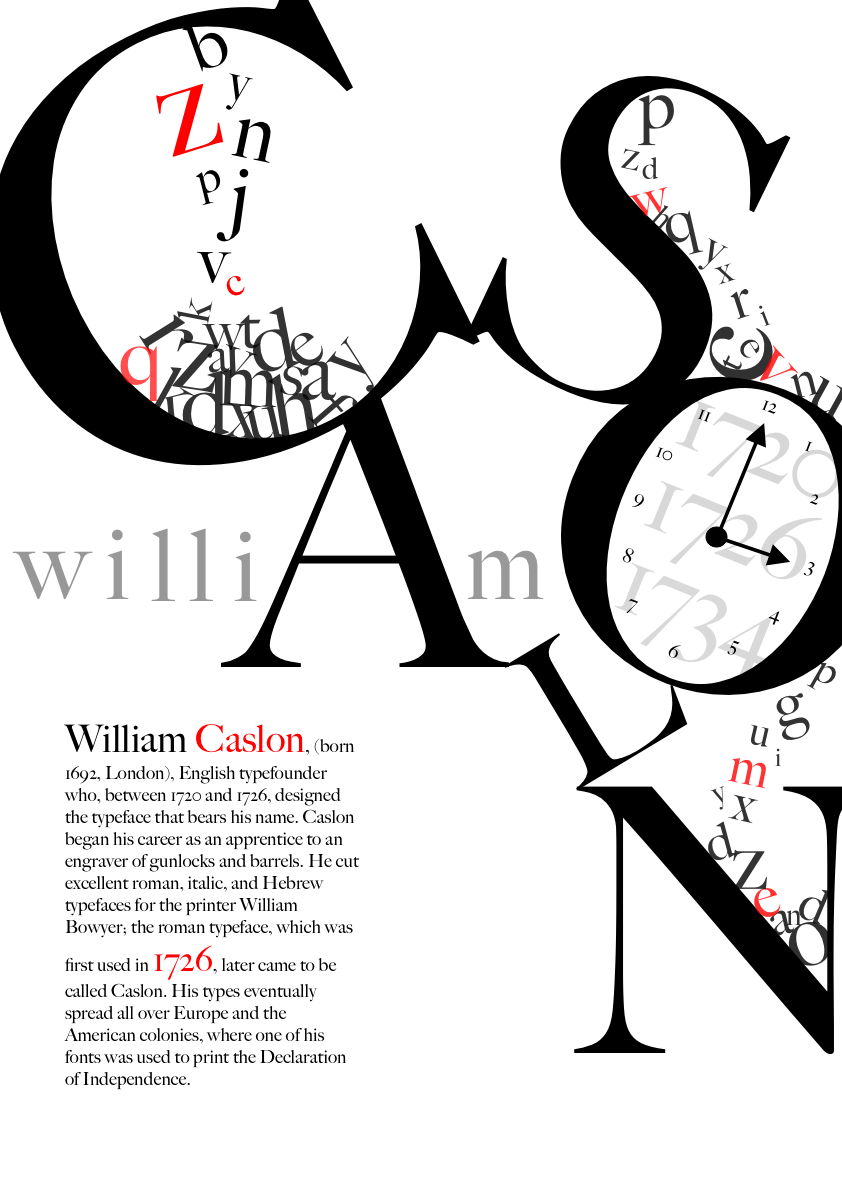 b
y
Z
n
p
j
v
c
k
r
w
t
d
e
q
Z
a
k
y
i
m
s
a
k
d
x
u
h
z
C
A
S
L
O
N
p
z
d
w
h
q
y
x
r
i
e
t
v
n
u
12
11
1
10
2
9
3
8
4
7
5
6
1720
1726
1734
william
p
g
u
i
m
y
x
d
Z
e
and
O
William Caslon, (born
1692, London), English typefounder
who, between 1720 and 1726, designed
the typeface that bears his name. Caslon
began his career as an apprentice to an
engraver of gunlocks and barrels. He cut
excellent roman, italic, and Hebrew
typefaces for the printer William
Bowyer; the roman typeface, which was
first used in 1726, later came to be
called Caslon. His types eventually
spread all over Europe and the
American colonies, where one of his
fonts was used to print the Declaration
of Independence.